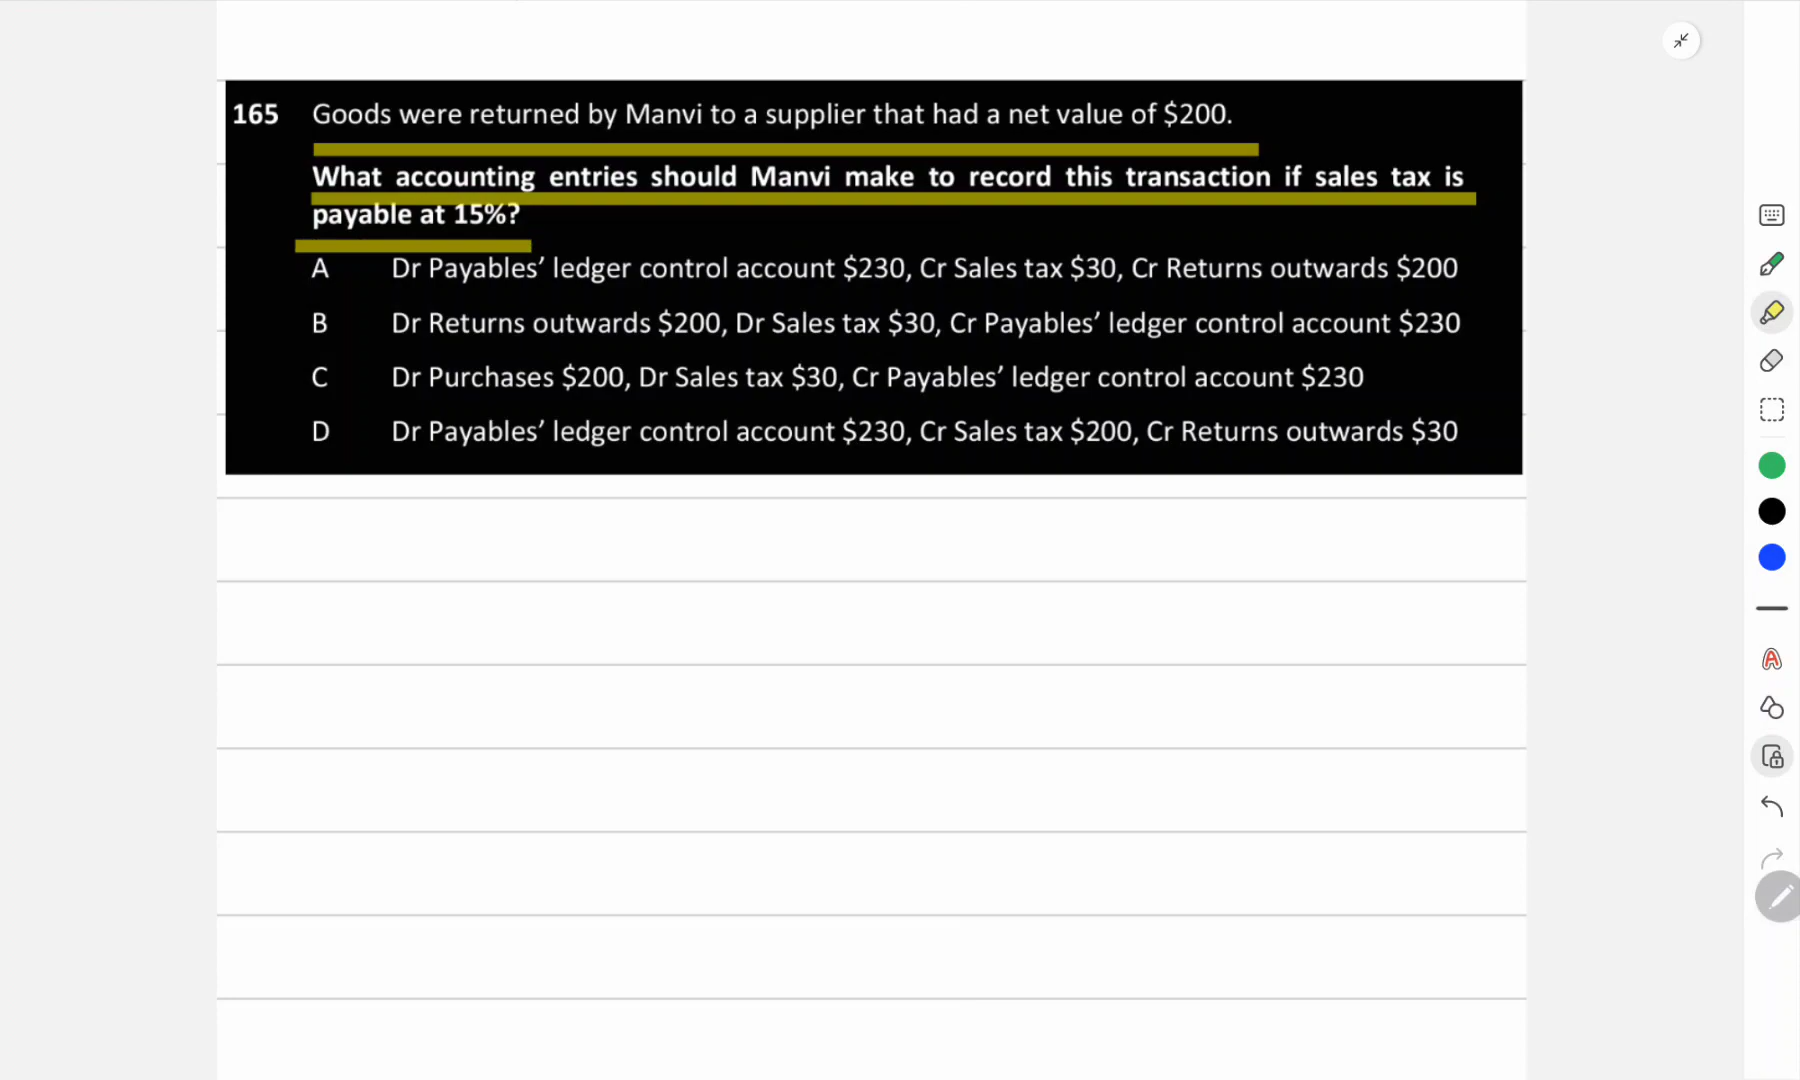 165 Goods were returned by Manvi to a supplier that had a net value of $200.
What accounting entries should Manvi make to record this transaction if sales tax is
payable at 15%?
A Dr Payables’ ledger control account $230, Cr Sales tax $30, Cr Returns outwards $200
B Dr Returns outwards $200, Dr Sales tax $30, Cr Payables’ ledger control account $230
C Dr Purchases $200, Dr Sales tax $30, Cr Payables’ ledger control account $230
D Dr Payables’ ledger control account $230, Cr Sales tax $200, Cr Returns outwards $30
A